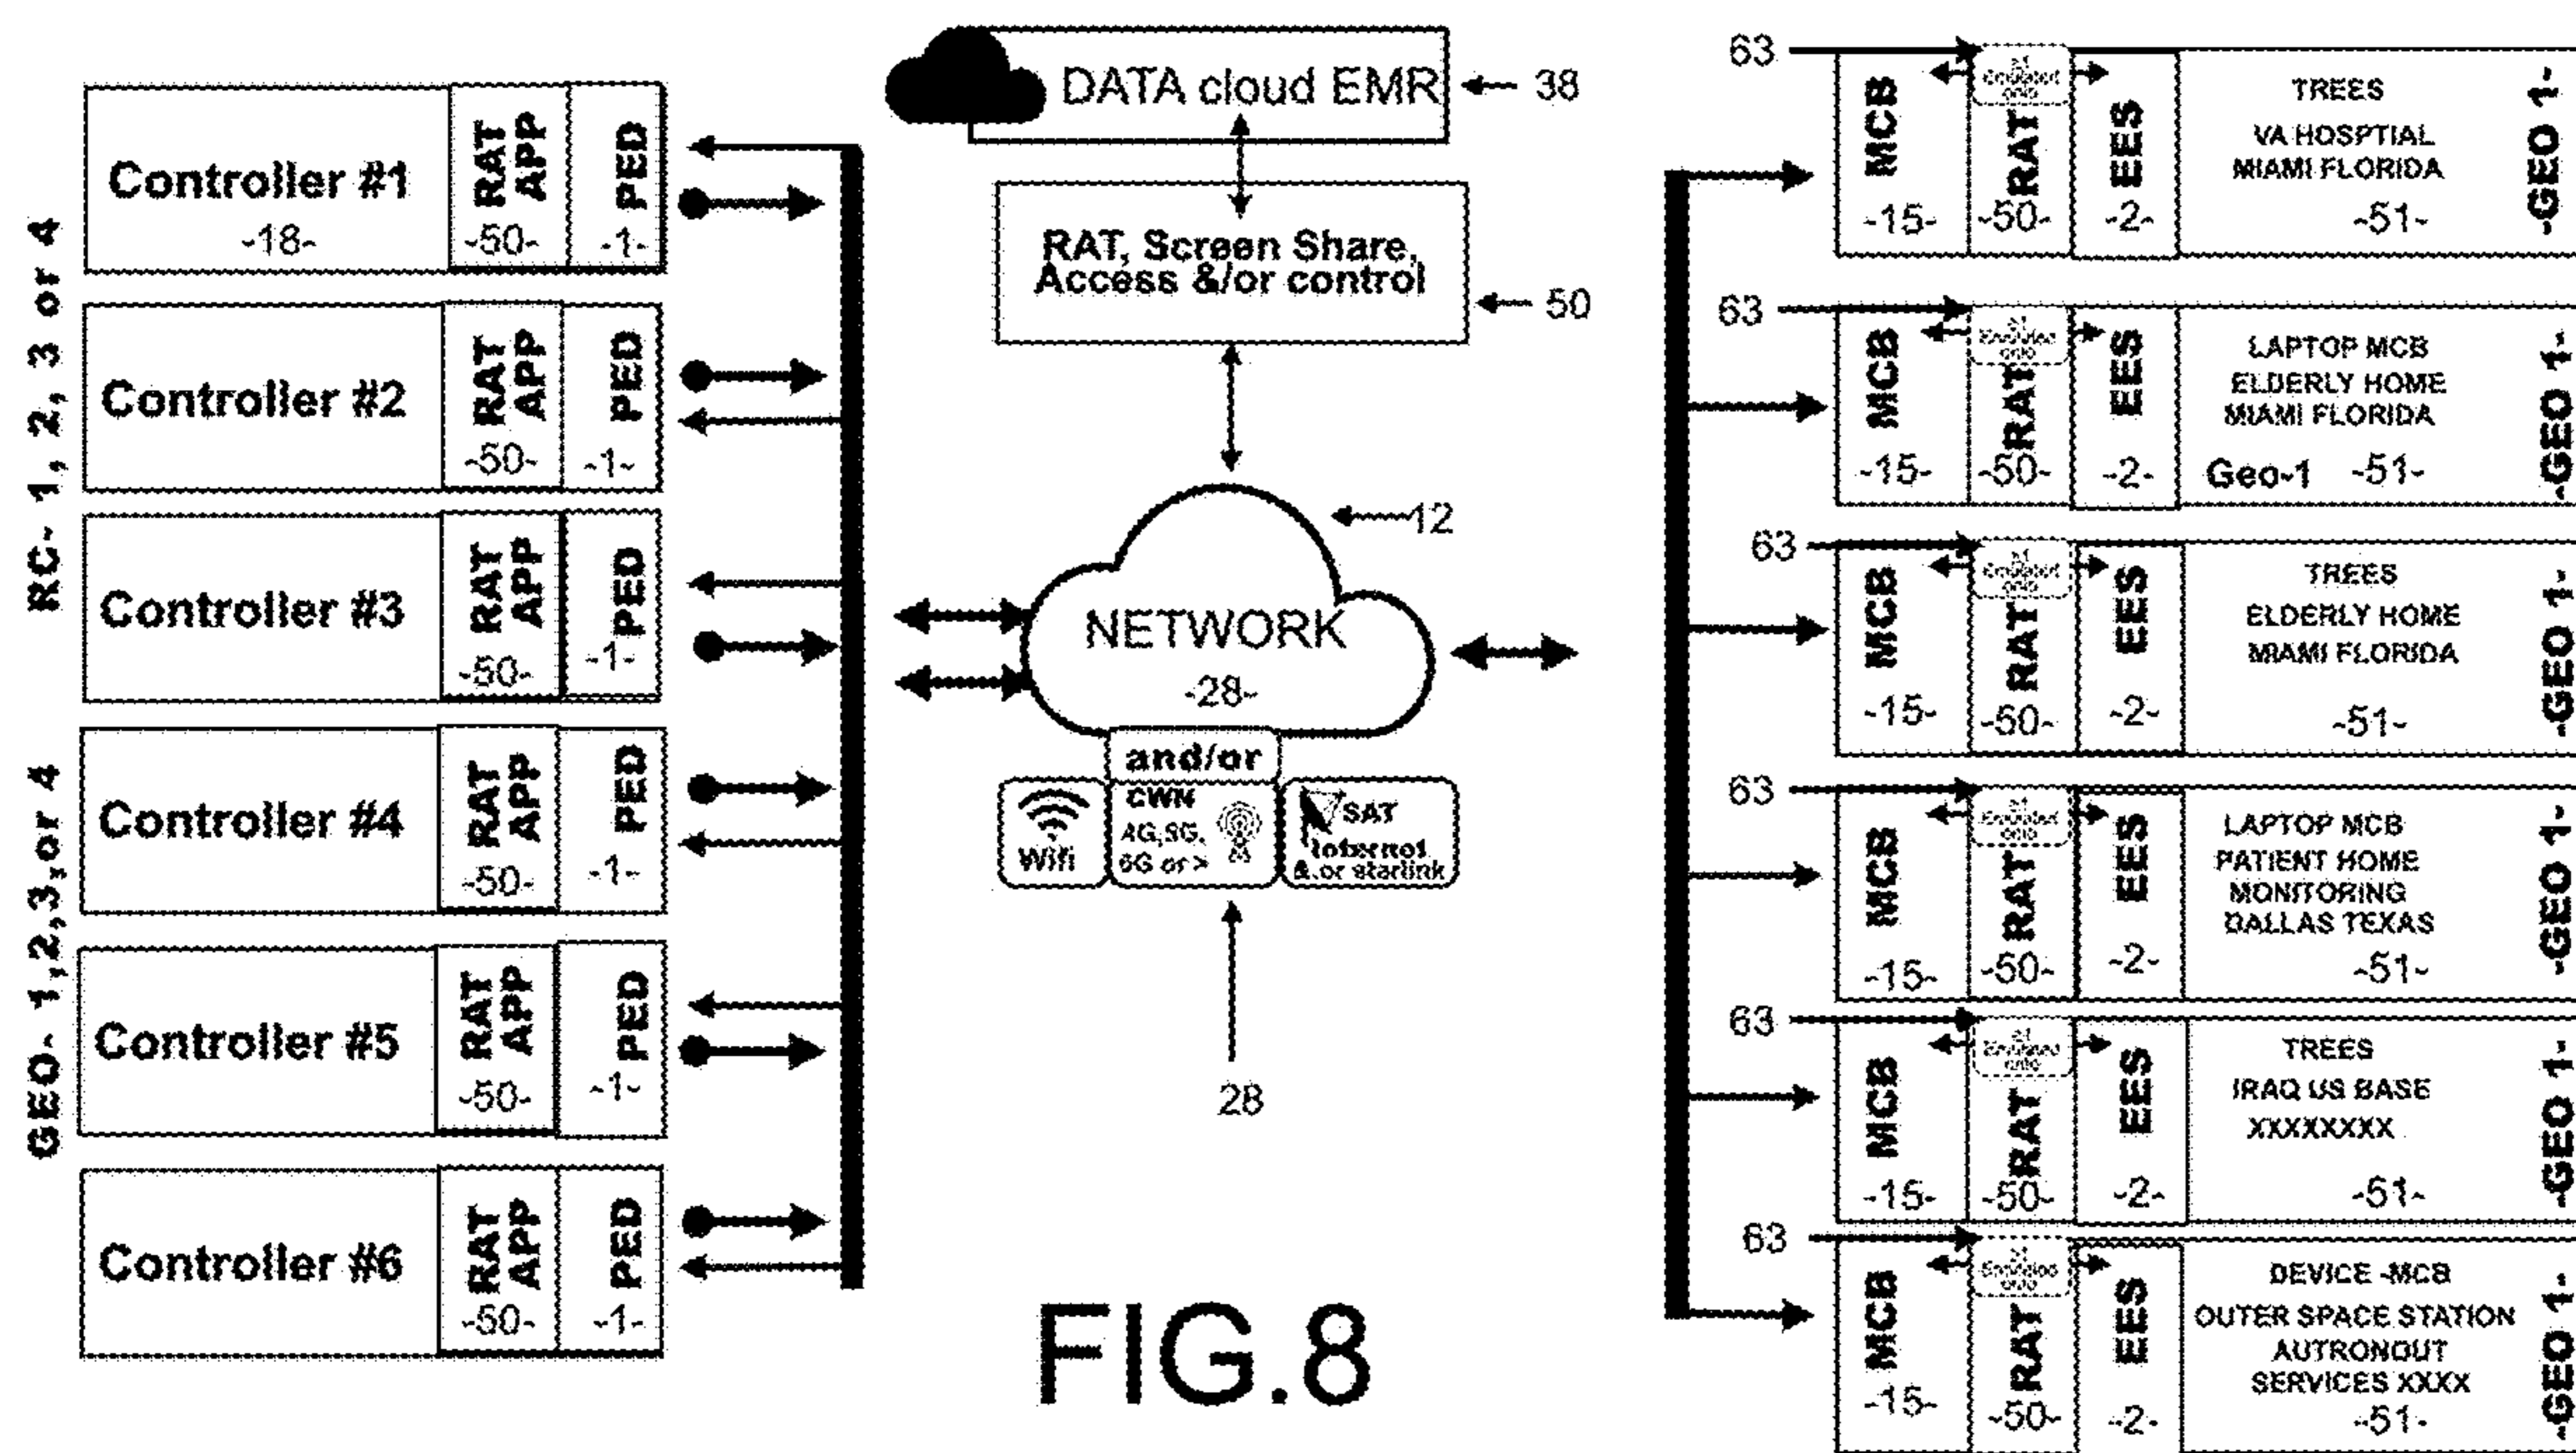 RC- 1, 2, 3 or 4
GEO- 1,2,3,or 4
Controller #1
-18-
RAT
APP
-50-
PED
-1-
Controller #2
RAT
APP
-50-
PED
-1-
Controller #3
RAT
APP
-50-
PED
-1-
Controller #4
RAT
APP
-50-
PED
-1-
Controller #5
RAT
APP
-50-
PED
-1-
Controller #6
RAT
APP
-50-
PED
-1-
DATA cloud EMR
38
RAT, Screen Share,
Access &/or control
50
12
NETWORK
-28-
and/or
Wifi
CWN
4G,5G,
6G or >
SAT
Internet
&.or starlink
28
FIG.8
63
MCB
-15-
RAT
-50-
EES
-2-
TREES
VA HOSPTIAL
MIAMI FLORIDA
-51-
-GEO 1-
63
MCB
-15-
RAT
-50-
EES
-2-
LAPTOP MCB
ELDERLY HOME
MIAMI FLORIDA
Geo-1 -51-
-GEO 1-
63
MCB
-15-
RAT
-50-
EES
-2-
TREES
ELDERLY HOME
MIAMI FLORIDA
-51-
-GEO 1-
63
MCB
-15-
RAT
-50-
EES
-2-
LAPTOP MCB
PATIENT HOME
MONITORING
DALLAS TEXAS
-51-
-GEO 1-
63
MCB
-15-
RAT
-50-
EES
-2-
TREES
IRAQ US BASE
XXXXXXXX
-51-
-GEO 1-
63
MCB
-15-
RAT
-50-
EES
-2-
DEVICE -MCB
OUTER SPACE STATION
AUTRONOUT
SERVICES XXXX
-51-
-GEO 1-